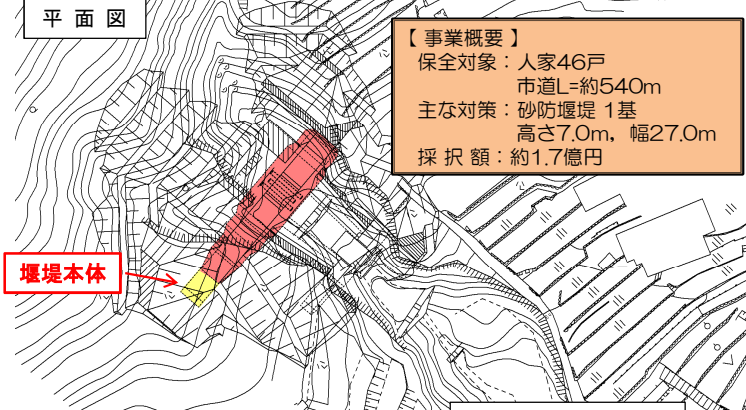 平面図
【 事業概要 】
保全対象：人家46戸
市道L=約540m
主な対策：砂防堰堤 1基
高さ7.0m，幅27.0m
採択額：約1.7億円
堰堤本体